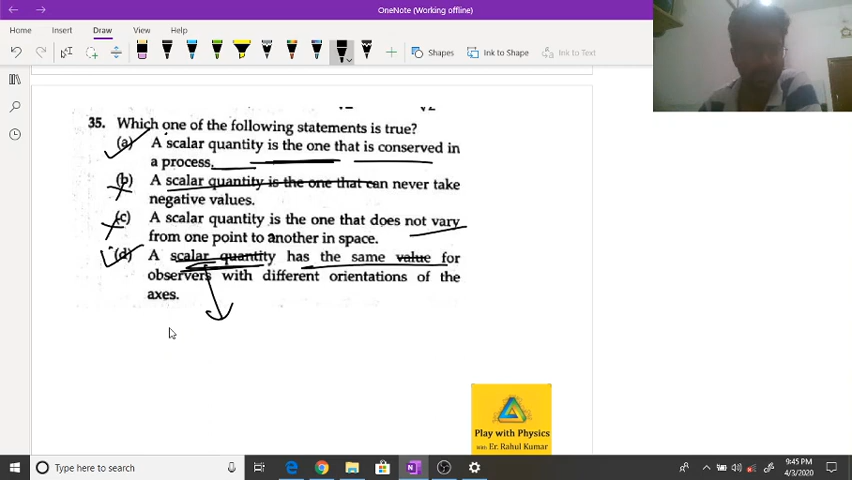 OneNote (Working offline)
Home Insert Draw View Help
Shapes Ink to Shape Ink to Text
35. Which one of the following statements is true?
(a) A scalar quantity is the one that is conserved in
a process.
(b) A scalar quantity is the one that can never take
negative values.
(c) A scalar quantity is the one that does not vary
from one point to another in space.
(d) A scalar quantity has the same value for
observers with different orientations of the
axes.
Play with Physics
With Er. Rahul Kumar
Type here to search
9:45 PM
4/3/2020